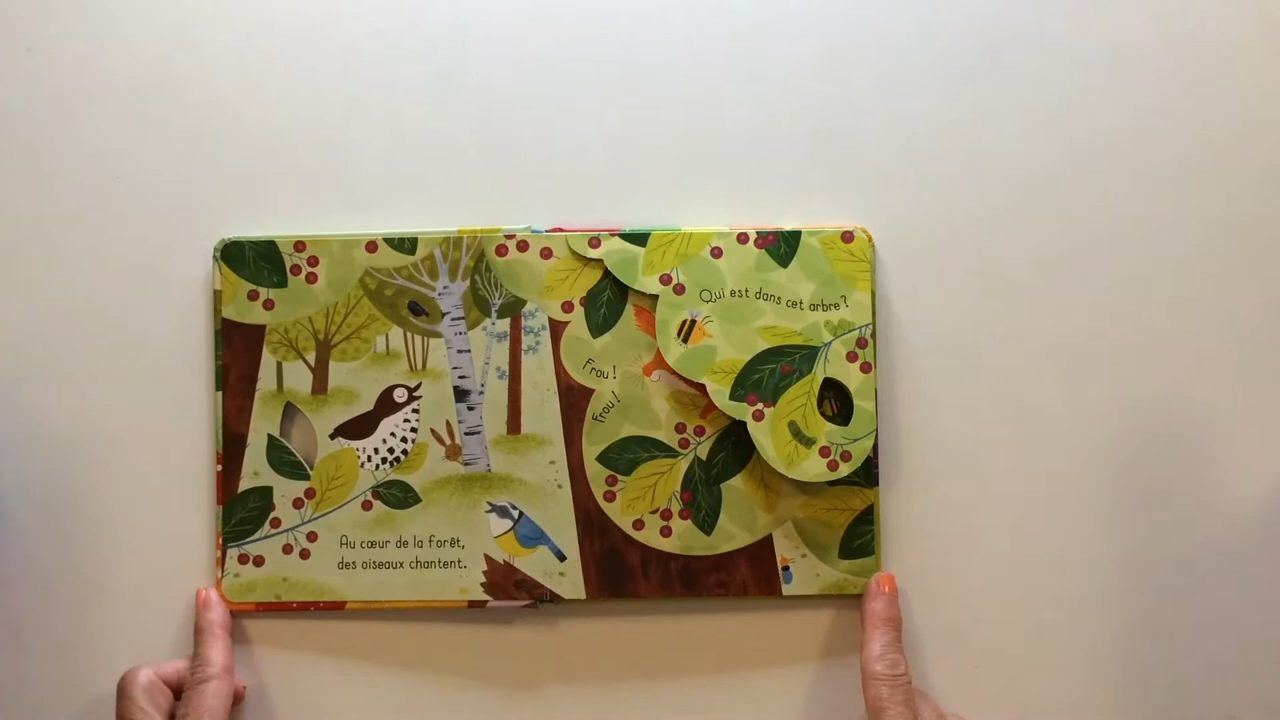 Au cœur de la forêt,
des oiseaux chantent.
Frou!
Frou!
Qui est dans cet arbre?